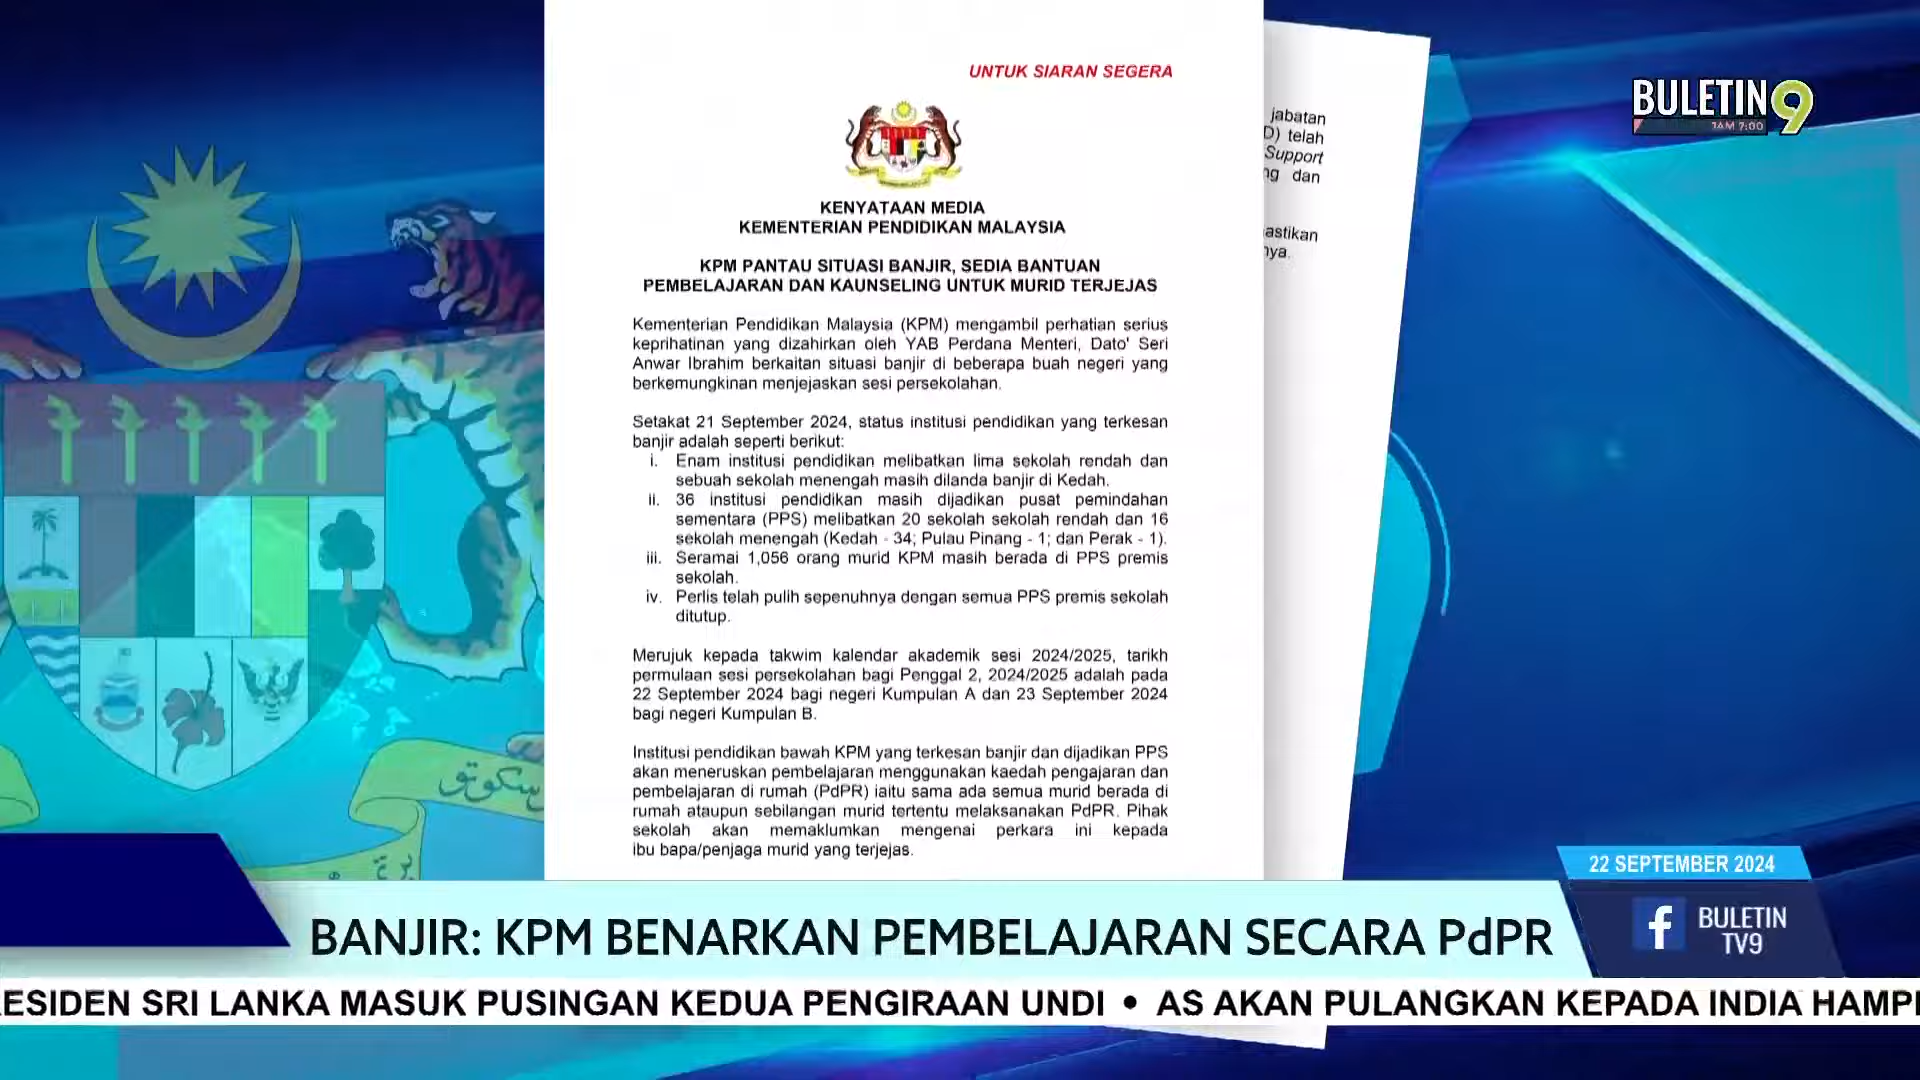 UNTUK SIARAN SEGERA
KENYATAAN MEDIA
KEMENTERIAN PENDIDIKAN MALAYSIA
KPM PANTAU SITUASI BANJIR, SEDIA BANTUAN
PEMBELAJARAN DAN KAUNSELING UNTUK MURID TERJEJAS
Kementerian Pendidikan Malaysia (KPM) mengambil perhatian serius
keprihatinan yang dizahirkan oleh YAB Perdana Menteri, Dato' Seri
Anwar Ibrahim berkaitan situasi banjir di beberapa buah negeri yang
berkemungkinan menjejaskan sesi persekolahan.
Setakat 21 September 2024, status institusi pendidikan yang terkesan
banjir adalah seperti berikut:
i. Enam institusi pendidikan melibatkan lima sekolah rendah dan
sebuah sekolah menengah masih dilanda banjir di Kedah.
ii. 36 institusi pendidikan masih dijadikan pusat pemindahan
sementara (PPS) melibatkan 20 sekolah sekolah rendah dan 16
sekolah menengah (Kedah - 34; Pulau Pinang - 1; dan Perak - 1).
iii. Seramai 1,056 orang murid KPM masih berada di PPS premis
sekolah.
iv. Perlis telah pulih sepenuhnya dengan semua PPS premis sekolah
ditutup.
Merujuk kepada takwim kalendar akademik sesi 2024/2025, tarikh
permulaan sesi persekolahan bagi Penggal 2, 2024/2025 adalah pada
22 September 2024 bagi negeri Kumpulan A dan 23 September 2024
bagi negeri Kumpulan B.
Institusi pendidikan bawah KPM yang terkesan banjir dan dijadikan PPS
akan meneruskan pembelajaran menggunakan kaedah pengajaran dan
pembelajaran di rumah (PdPR) iaitu sama ada semua murid berada di
rumah ataupun sebilangan murid tertentu melaksanakan PdPR. Pihak
sekolah akan memaklumkan mengenai perkara ini kepada
ibu bapa/penjaga murid yang terjejas.
jabatan
D) telah
Support
ng dan
astikan
nya.
BULETIN 9
JAM 7:00
22 SEPTEMBER 2024
BULETIN
TV9
BANJIR: KPM BENARKAN PEMBELAJARAN SECARA PdPR
ESIDEN SRI LANKA MASUK PUSINGAN KEDUA PENGIRAAN UNDI • AS AKAN PULANGKAN KEPADA INDIA HAMPI